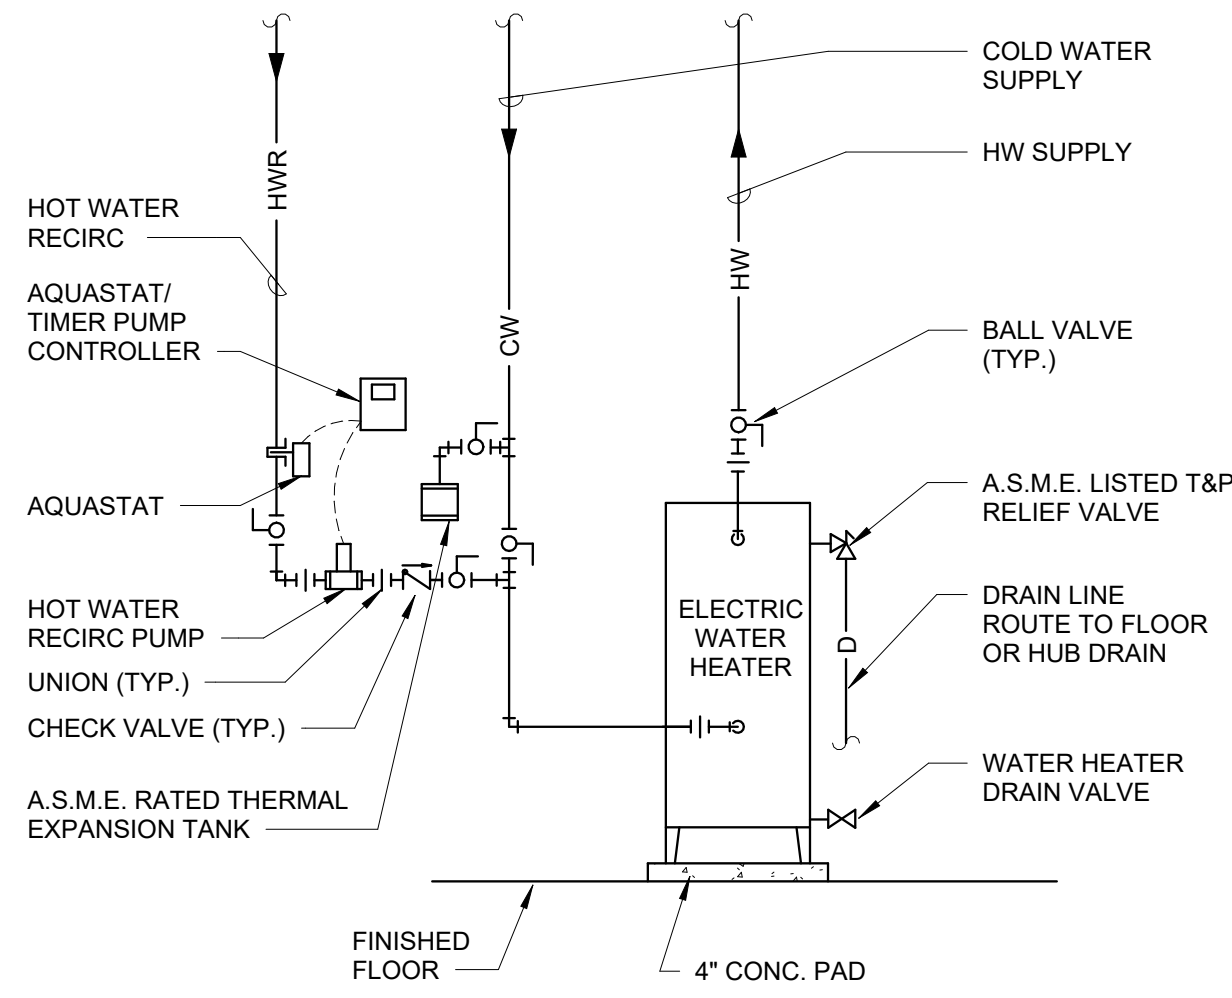 COLD WATER
SUPPLY
HW SUPPLY
HWR
HOT WATER
RECIRC
HW
AQUASTAT/
TIMER PUMP
CONTROLLER
CW
BALL VALVE
(TYP.)
AQUASTAT
A.S.M.E. LISTED T&P
RELIEF VALVE
HOT WATER
RECIRC PUMP
ELECTRIC
WATER
HEATER
D
DRAIN LINE
ROUTE TO FLOOR
OR HUB DRAIN
UNION (TYP.)
CHECK VALVE (TYP.)
A.S.M.E. RATED THERMAL
EXPANSION TANK
WATER HEATER
DRAIN VALVE
FINISHED
FLOOR
4" CONC. PAD